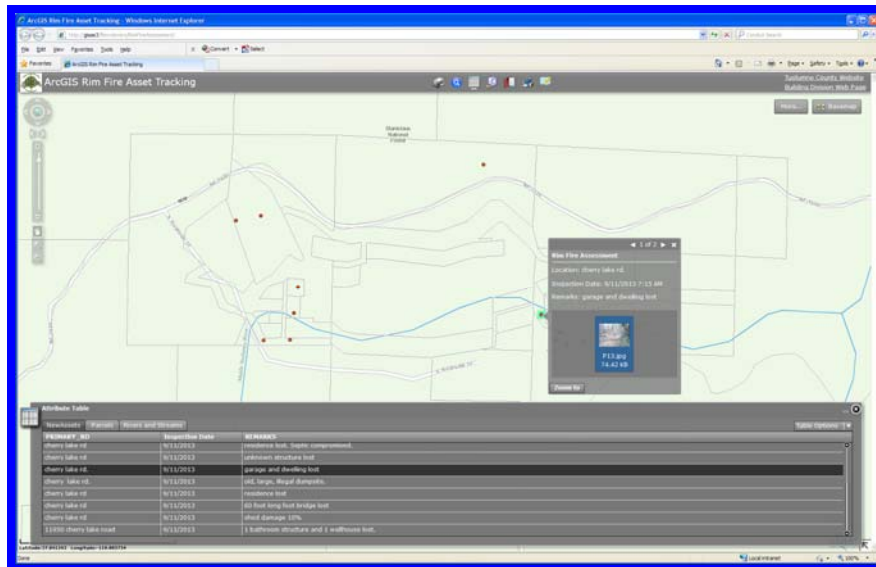 ArcGIS Rim Fire Asset Tracking - Windows Internet Explorer
File Edit View Favorites Tools Help
x Convert Select
Favorites ArcGIS Rim Fire Asset Tracking
Page Safety Tools
ArcGIS Rim Fire Asset Tracking
Tuolumne County Website
Building Division Web Page
More...
Basemap
Stanislaus
National
Forest
1 of 2
Rim Fire Assessment
Location: cherry lake rd.
Inspection Date: 9/11/2013 7:15 AM
Remarks: garage and dwelling lost
P13.jpg
74.42 KB
Zoom to
Attribute Table
NewAssets Parcels Rivers and Streams
Table Options
PRIMARY_RD Inspection Date REMARKS
cherry lake rd 9/11/2013 residence lost. Septic compromised.
cherry lake rd 9/11/2013 unknown structure lost
cherry lake rd. 9/11/2013 garage and dwelling lost
cherry lake rd. 9/11/2013 old, large, illegal dumpsite.
cherry lake rd 9/11/2013 residence lost
cherry lake rd 9/11/2013 60 foot long foot bridge lost
cherry lake rd 9/11/2013 shed damage 10%
11950 cherry lake road 9/11/2013 1 bathroom structure and 1 wellhouse lost.
Done
Local intranet
100%